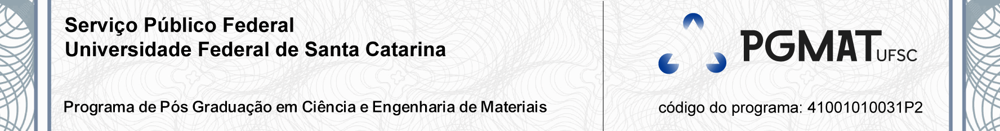 Serviço Público Federal
Universidade Federal de Santa Catarina
Programa de Pós Graduação em Ciência e Engenharia de Materiais
PGMAT UFSC
código do programa: 41001010031P2